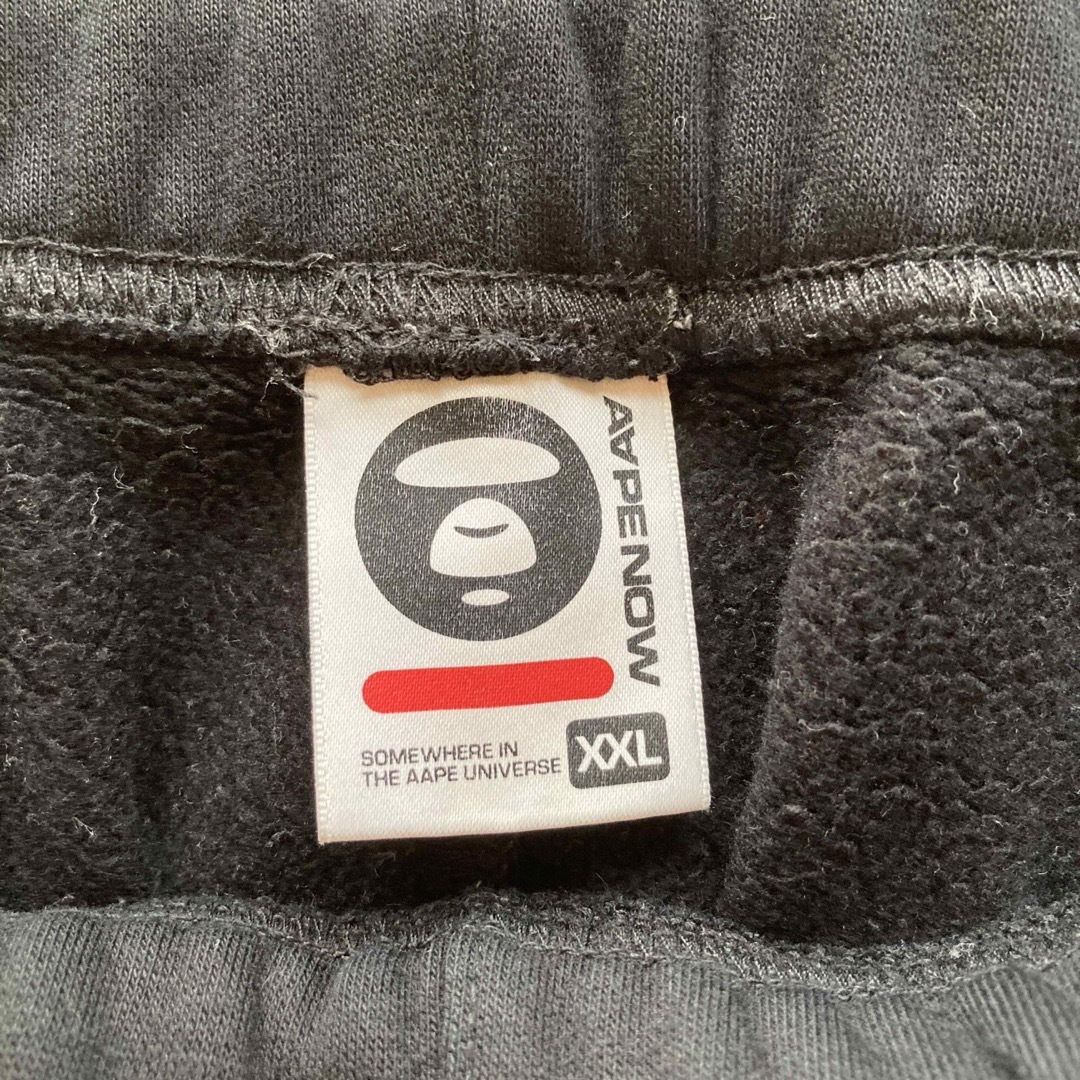 AAPE NOW
SOMEWHERE IN
THE AAPE UNIVERSE
XXL